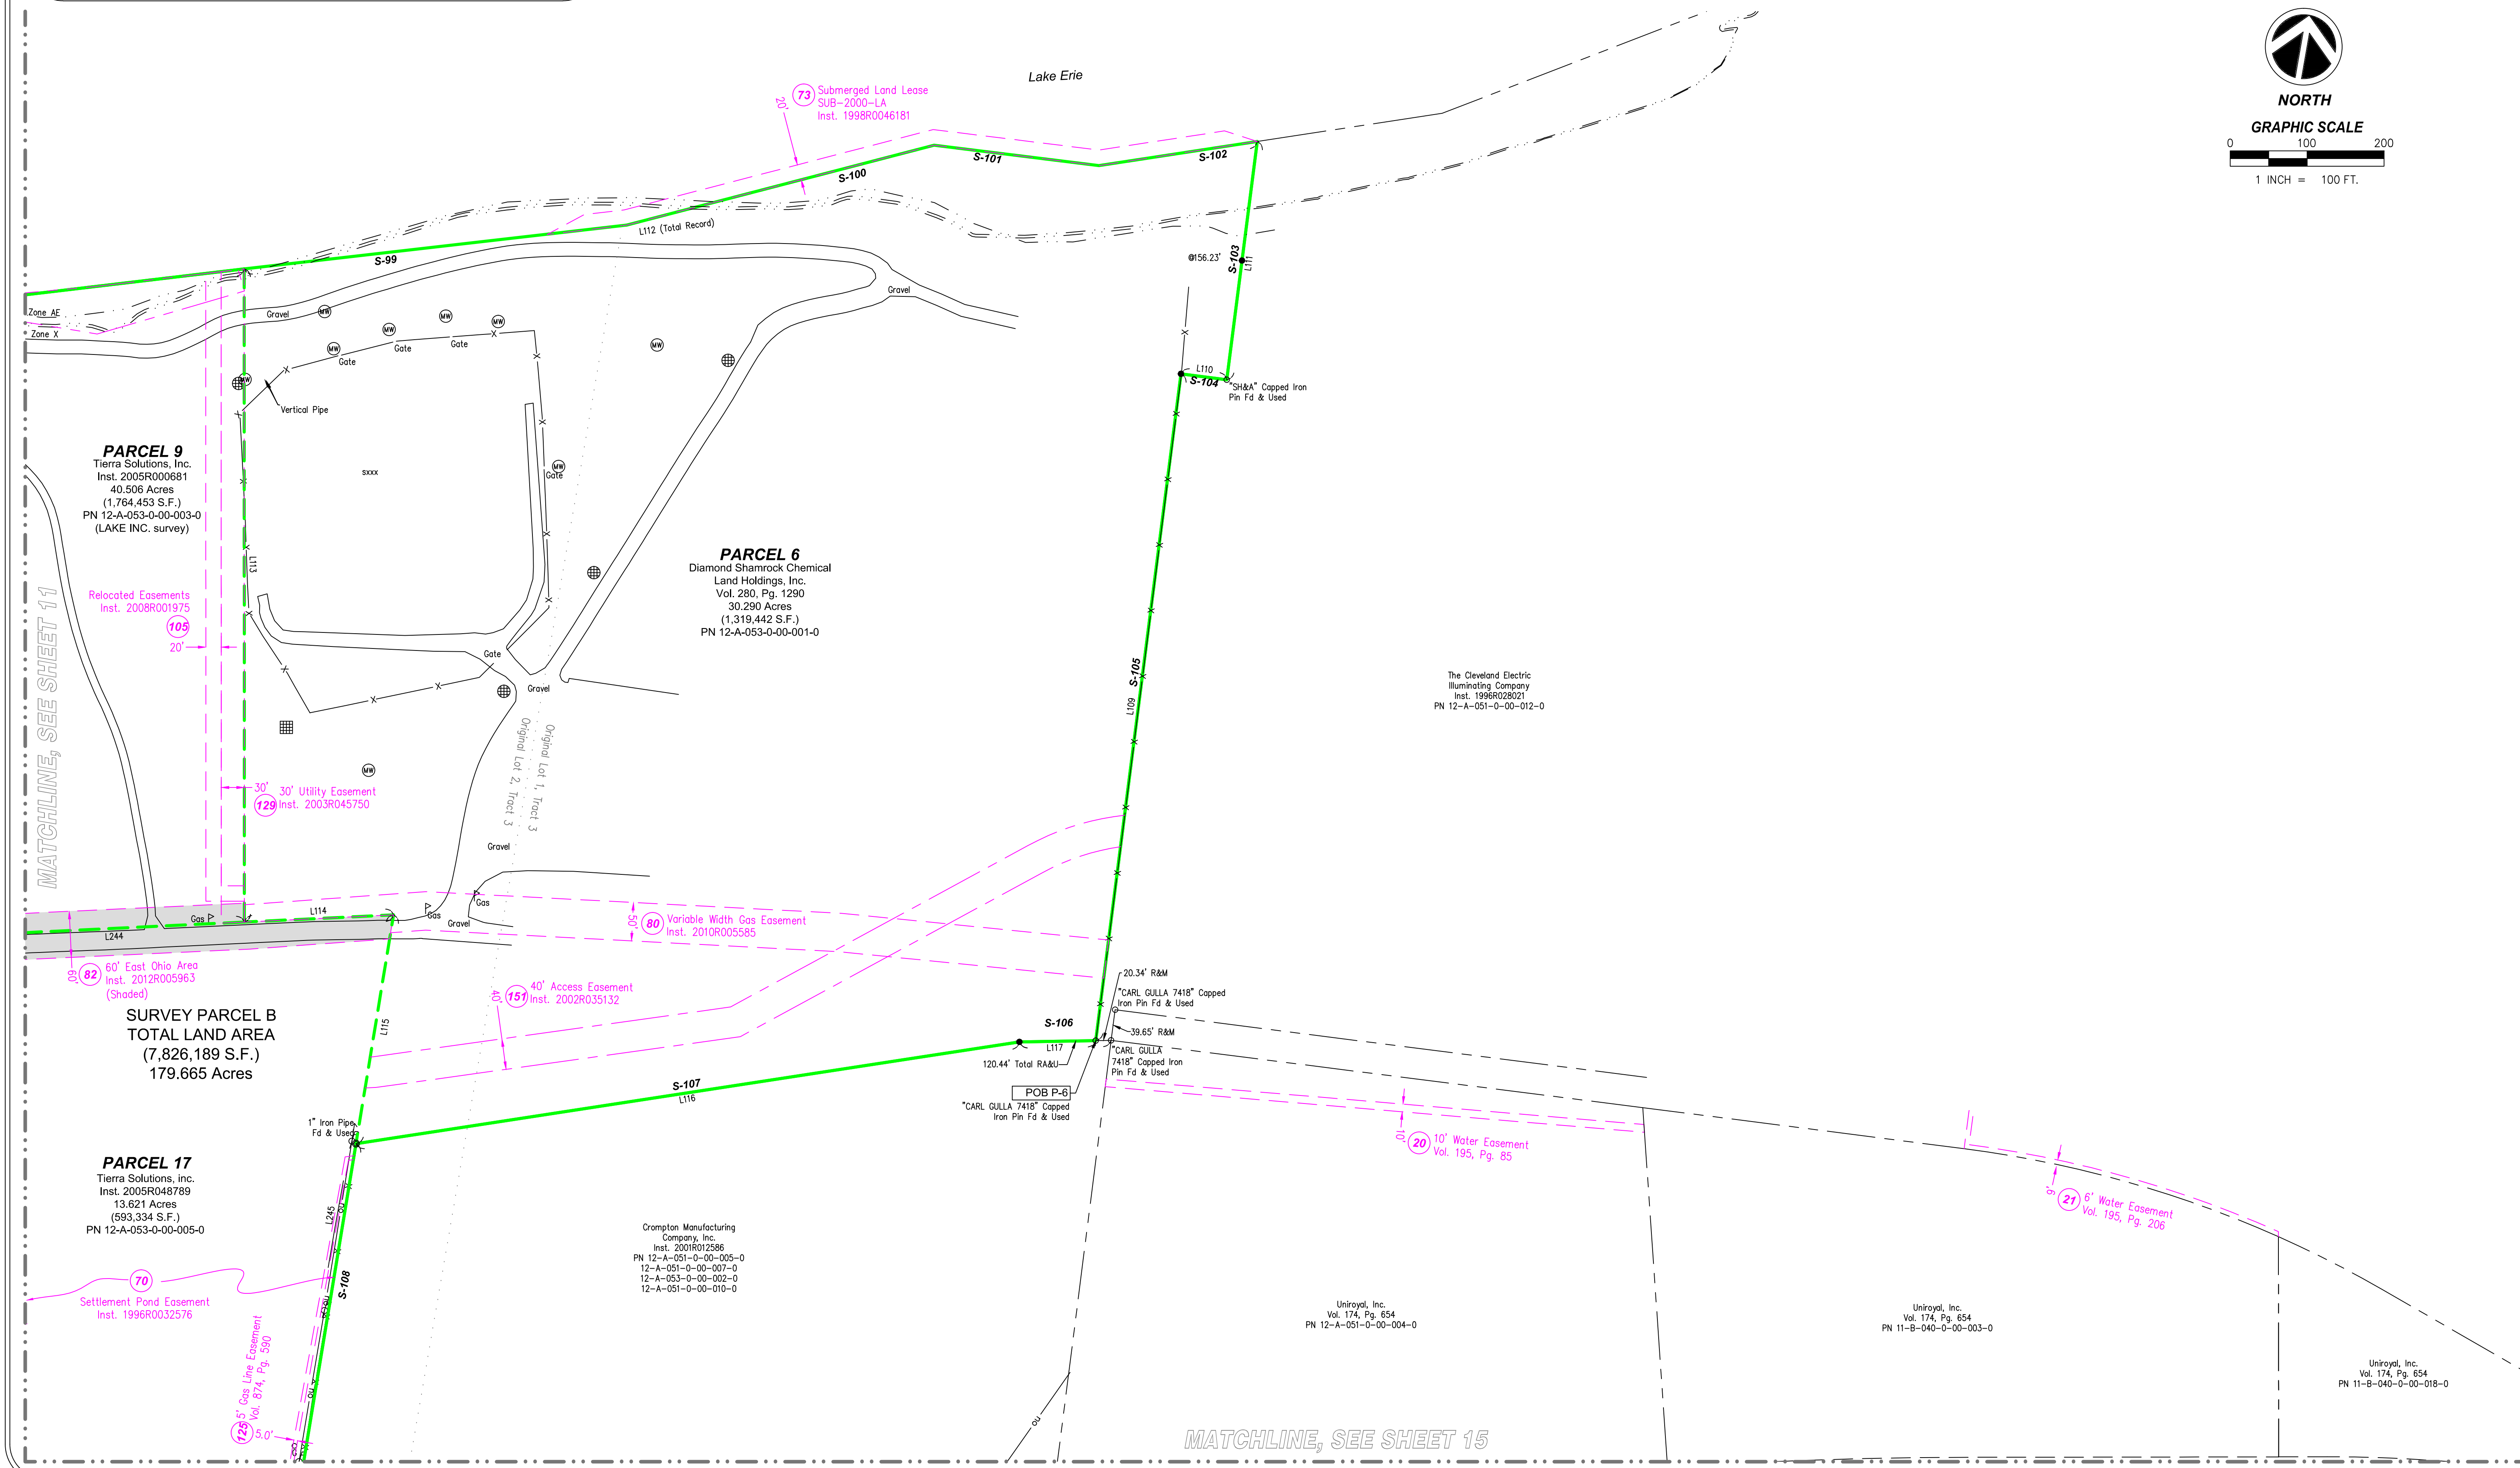 Lake Erie
NORTH
GRAPHIC SCALE
0 100 200
1 INCH = 100 FT.
20'
73 Submerged Land Lease
SUB-2000-LA
Inst. 1998R0046181
S-99
S-100
S-101
S-102
L112 (Total Record)
@156.23'
S-103
L111
L110
S-104
"SH&A" Capped Iron
Pin Fd & Used
Zone AE
Zone X
Gravel
Gravel
MW
MW
MW
MW
MW
MW
MW
MW
MW
Gate
Gate
Gate
Gate
Vertical Pipe
sxxx
PARCEL 9
Tierra Solutions, Inc.
Inst. 2005R000681
40.506 Acres
(1,764,453 S.F.)
PN 12-A-053-0-00-003-0
(LAKE INC. survey)
L113
Relocated Easements
Inst. 2008R001975
105
20'
MATCHLINE, SEE SHEET 11
PARCEL 6
Diamond Shamrock Chemical
Land Holdings, Inc.
Vol. 280, Pg. 1290
30.290 Acres
(1,319,442 S.F.)
PN 12-A-053-0-00-001-0
Gate
Gravel
Original Lot 2, Tract 3
Original Lot 1, Tract 3
S-105
L109
The Cleveland Electric
Illuminating Company
Inst. 1996R028021
PN 12-A-051-0-00-012-0
30'
30' Utility Easement
129 Inst. 2003R045750
Gravel
Gas
L114
L244
Gas
Gas
Gravel
50'
80 Variable Width Gas Easement
Inst. 2010R005585
60'
82 60' East Ohio Area
Inst. 2012R005963
(Shaded)
40'
151 40' Access Easement
Inst. 2002R035132
L115
SURVEY PARCEL B
TOTAL LAND AREA
(7,826,189 S.F.)
179.665 Acres
20.34' R&M
"CARL GULLA 7418" Capped
Iron Pin Fd & Used
39.65' R&M
S-106
L117
120.44' Total RA&U
"CARL GULLA
7418" Capped Iron
Pin Fd & Used
POB P-6
"CARL GULLA 7418" Capped
Iron Pin Fd & Used
S-107
L116
1" Iron Pipe
Fd & Used
10'
20 10' Water Easement
Vol. 195, Pg. 85
6'
21 6' Water Easement
Vol. 195, Pg. 206
PARCEL 17
Tierra Solutions, inc.
Inst. 2005R048789
13.621 Acres
(593,334 S.F.)
PN 12-A-053-0-00-005-0
L245
OU
S-108
OU
OU
70
Settlement Pond Easement
Inst. 1996R0032576
125 5' Gas Line Easement
Vol. 874, Pg. 590
5.0'
Crompton Manufacturing
Company, Inc.
Inst. 2001R012586
PN 12-A-051-0-00-005-0
12-A-051-0-00-007-0
12-A-053-0-00-002-0
12-A-051-0-00-010-0
Uniroyal, Inc.
Vol. 174, Pg. 654
PN 12-A-051-0-00-004-0
Uniroyal, Inc.
Vol. 174, Pg. 654
PN 11-B-040-0-00-003-0
Uniroyal, Inc.
Vol. 174, Pg. 654
PN 11-B-040-0-00-018-0
OU
MATCHLINE, SEE SHEET 15